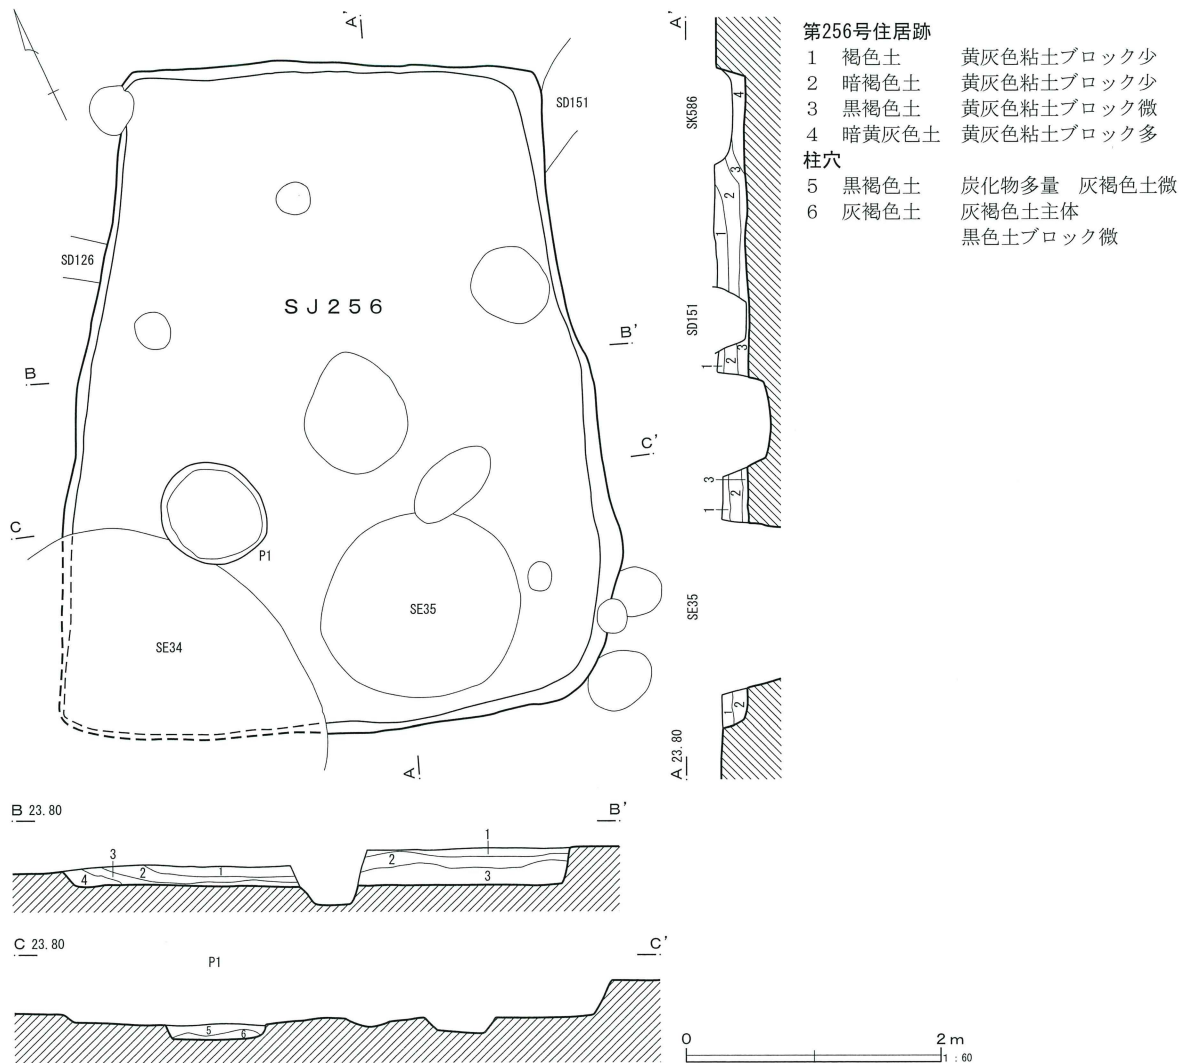 第256号住居跡
1 褐色土 黄灰色粘土ブロック少
2 暗褐色土 黄灰色粘土ブロック少
3 黒褐色土 黄灰色粘土ブロック微
4 暗黄灰色土 黄灰色粘土ブロック多
柱穴
5 黒褐色土 炭化物多量 灰褐色土微
6 灰褐色土 灰褐色土主体
黒色土ブロック微
A'
SD151
SD126
SJ256
B
B'
C'
C
P1
SE34
SE35
A
A'
SK586
4
3
2
1
SD151
3
2
1
3
2
1
SE35
1
2
A 23.80
B 23.80
B'
1
3
2
4
2
1
3
C 23.80
C'
P1
5
6
0
2m
1:60